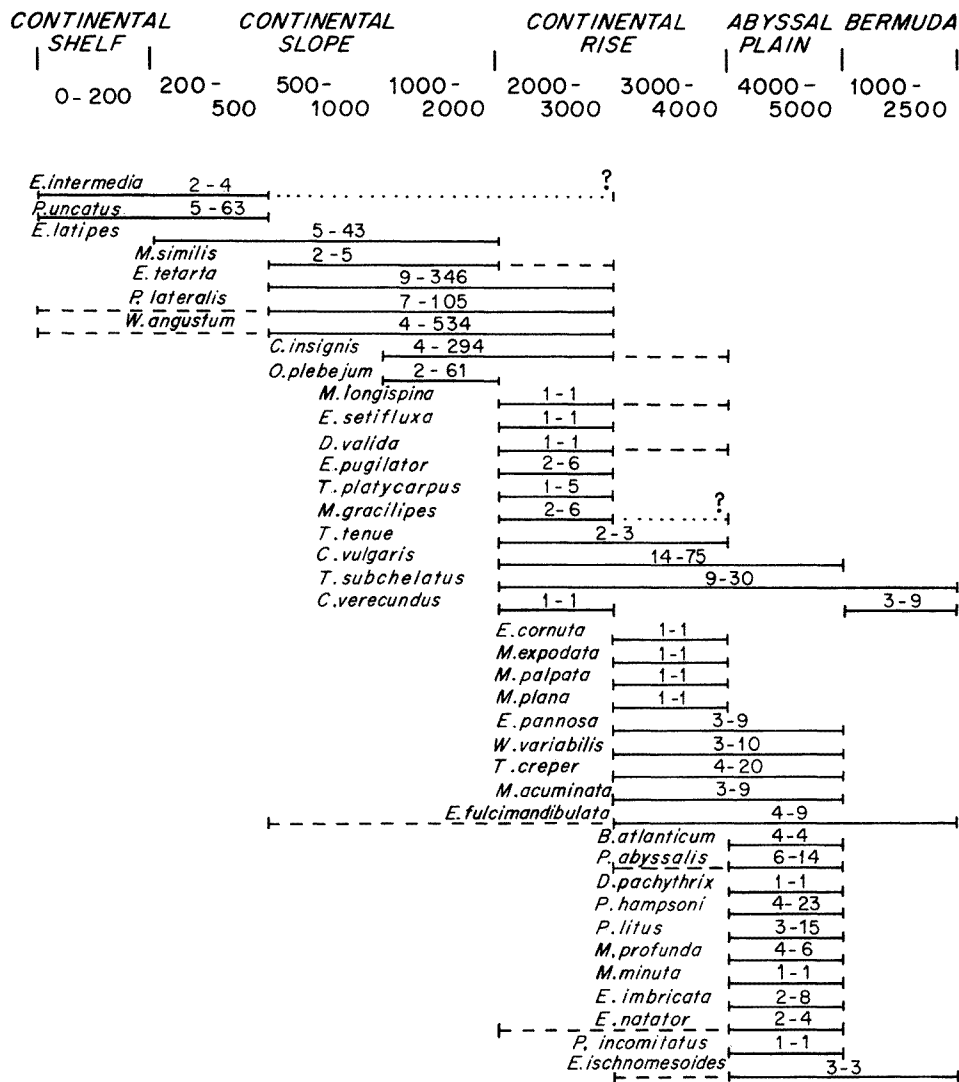 CONTINENTAL SHELF
CONTINENTAL SLOPE
CONTINENTAL RISE
ABYSSAL PLAIN
BERMUDA
0-200
200-500
500-1000
1000-2000
2000-3000
3000-4000
4000-5000
1000-2500
E.intermedia 2-4 ?
P.uncatus 5-63
E.latipes 5-43
M.similis 2-5
E.tetarta 9-346
P.lateralis 7-105
W.angustum 4-534
C.insignis 4-294
O.plebejum 2-61
M.longispina 1-1
E.setifluxa 1-1
D.valida 1-1
E.pugilator 2-6
T.platycarpus 1-5
M.gracilipes 2-6 ?
T.tenue 2-3
C.vulgaris 14-75
T.subchelatus 9-30
C.verecundus 1-1 3-9
E.cornuta 1-1
M.expodata 1-1
M.palpata 1-1
M.plana 1-1
E.pannosa 3-9
W.variabilis 3-10
T.creper 4-20
M.acuminata 3-9
E.fulcimandibulata 4-9
B.atlanticum 4-4
P.abyssalis 6-14
D.pachythrix 1-1
P.hampsoni 4-23
P.litus 3-15
M.profunda 4-6
M.minuta 1-1
E.imbricata 2-8
E.natator 2-4
P.incomitatus 1-1
E.ischnomesoides 3-3